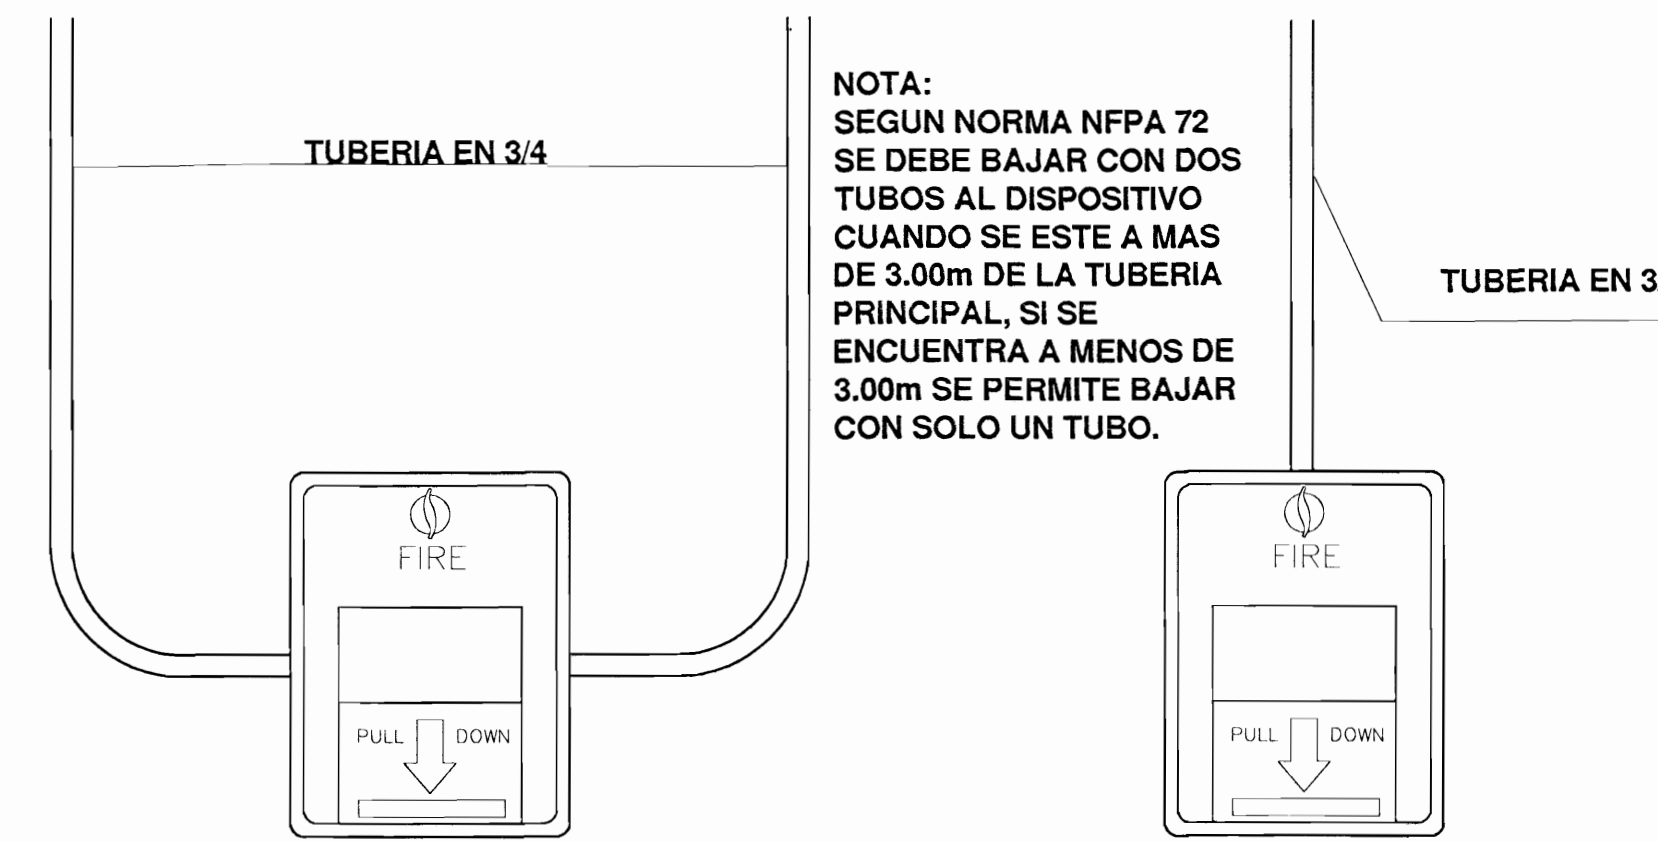 TUBERIA EN 3/4
NOTA:
SEGUN NORMA NFPA 72
SE DEBE BAJAR CON DOS
TUBOS AL DISPOSITIVO
CUANDO SE ESTE A MAS
DE 3.00m DE LA TUBERIA
PRINCIPAL, SI SE
ENCUENTRA A MENOS DE
3.00m SE PERMITE BAJAR
CON SOLO UN TUBO.
TUBERIA EN 3
FIRE
PULL DOWN
FIRE
PULL DOWN